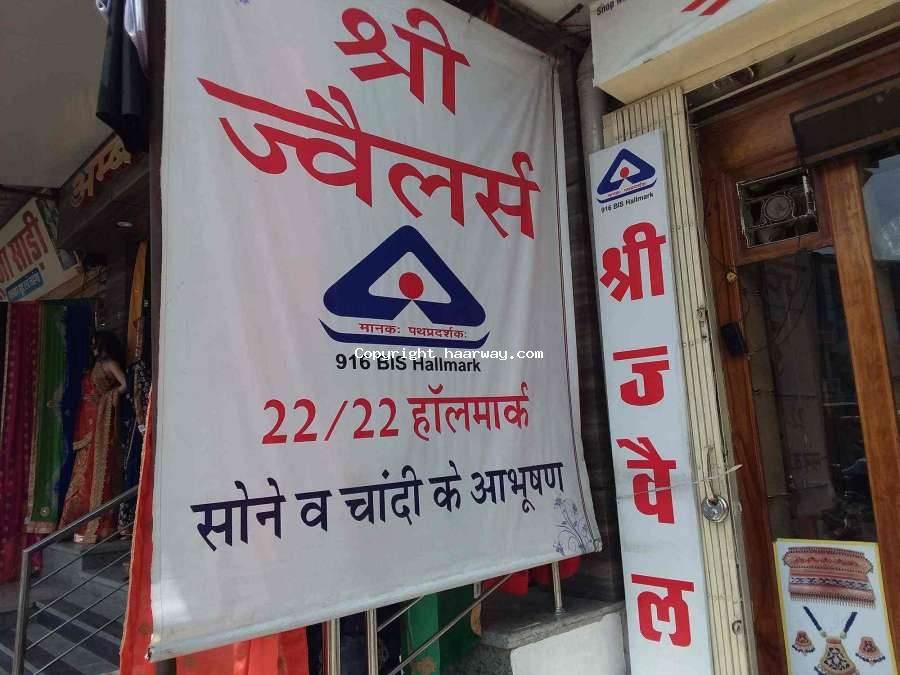 श्री
ज्वैलर्स
मानकः पथप्रदर्शकः
916 BIS Hallmark
22/22 हॉलमार्क
सोने व चांदी के आभूषण
916 BIS Hallmark
श्री
ज
वै
ल
साडी
Shop
Copyright haarway.com